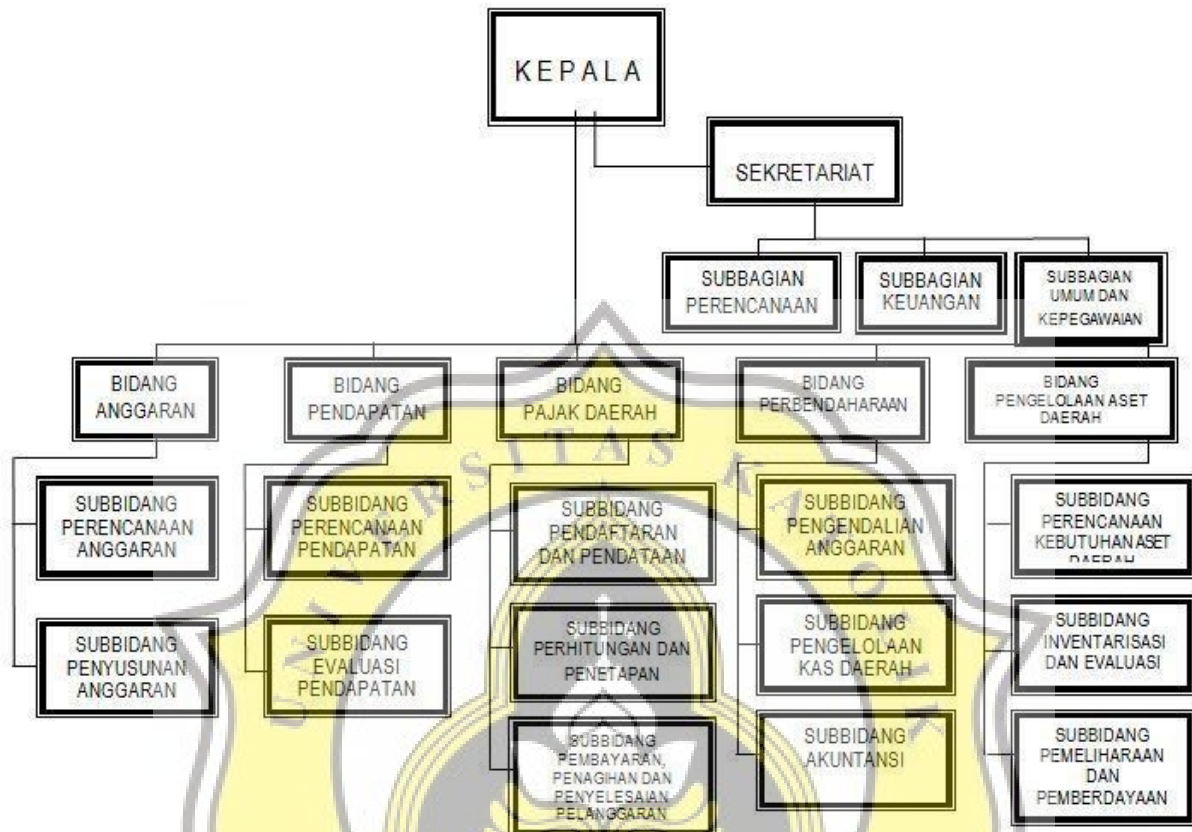 KEPALA
SEKRETARIAT
SUBBAGIAN
PERENCANAAN
SUBBAGIAN
KEUANGAN
SUBBAGIAN
UMUM DAN
KEPEGAWAIAN
BIDANG
ANGGARAN
BIDANG
PENDAPATAN
BIDANG
PAJAK DAERAH
BIDANG
PERBENDAHARAAN
BIDANG
PENGELOLAAN ASET
DAERAH
SUBBIDANG
PERENCANAAN
ANGGARAN
SUBBIDANG
PENYUSUNAN
ANGGARAN
SUBBIDANG
PERENCANAAN
PENDAPATAN
SUBBIDANG
EVALUASI
PENDAPATAN
SUBBIDANG
PENDAFTARAN
DAN PENDATAAN
SUBBIDANG
PERHITUNGAN DAN
PENETAPAN
SUBBIDANG
PEMBAYARAN,
PENAGIHAN DAN
PENYELESAIAN
PELANGGARAN
SUBBIDANG
PENGENDALIAN
ANGGARAN
SUBBIDANG
PENGELOLAAN
KAS DAERAH
SUBBIDANG
AKUNTANSI
SUBBIDANG
PERENCANAAN
KEBUTUHAN ASET
DAERAH
SUBBIDANG
INVENTARISASI
DAN EVALUASI
SUBBIDANG
PEMELIHARAAN
DAN
PEMBERDAYAAN
UNIVERSITAS KATOLIK